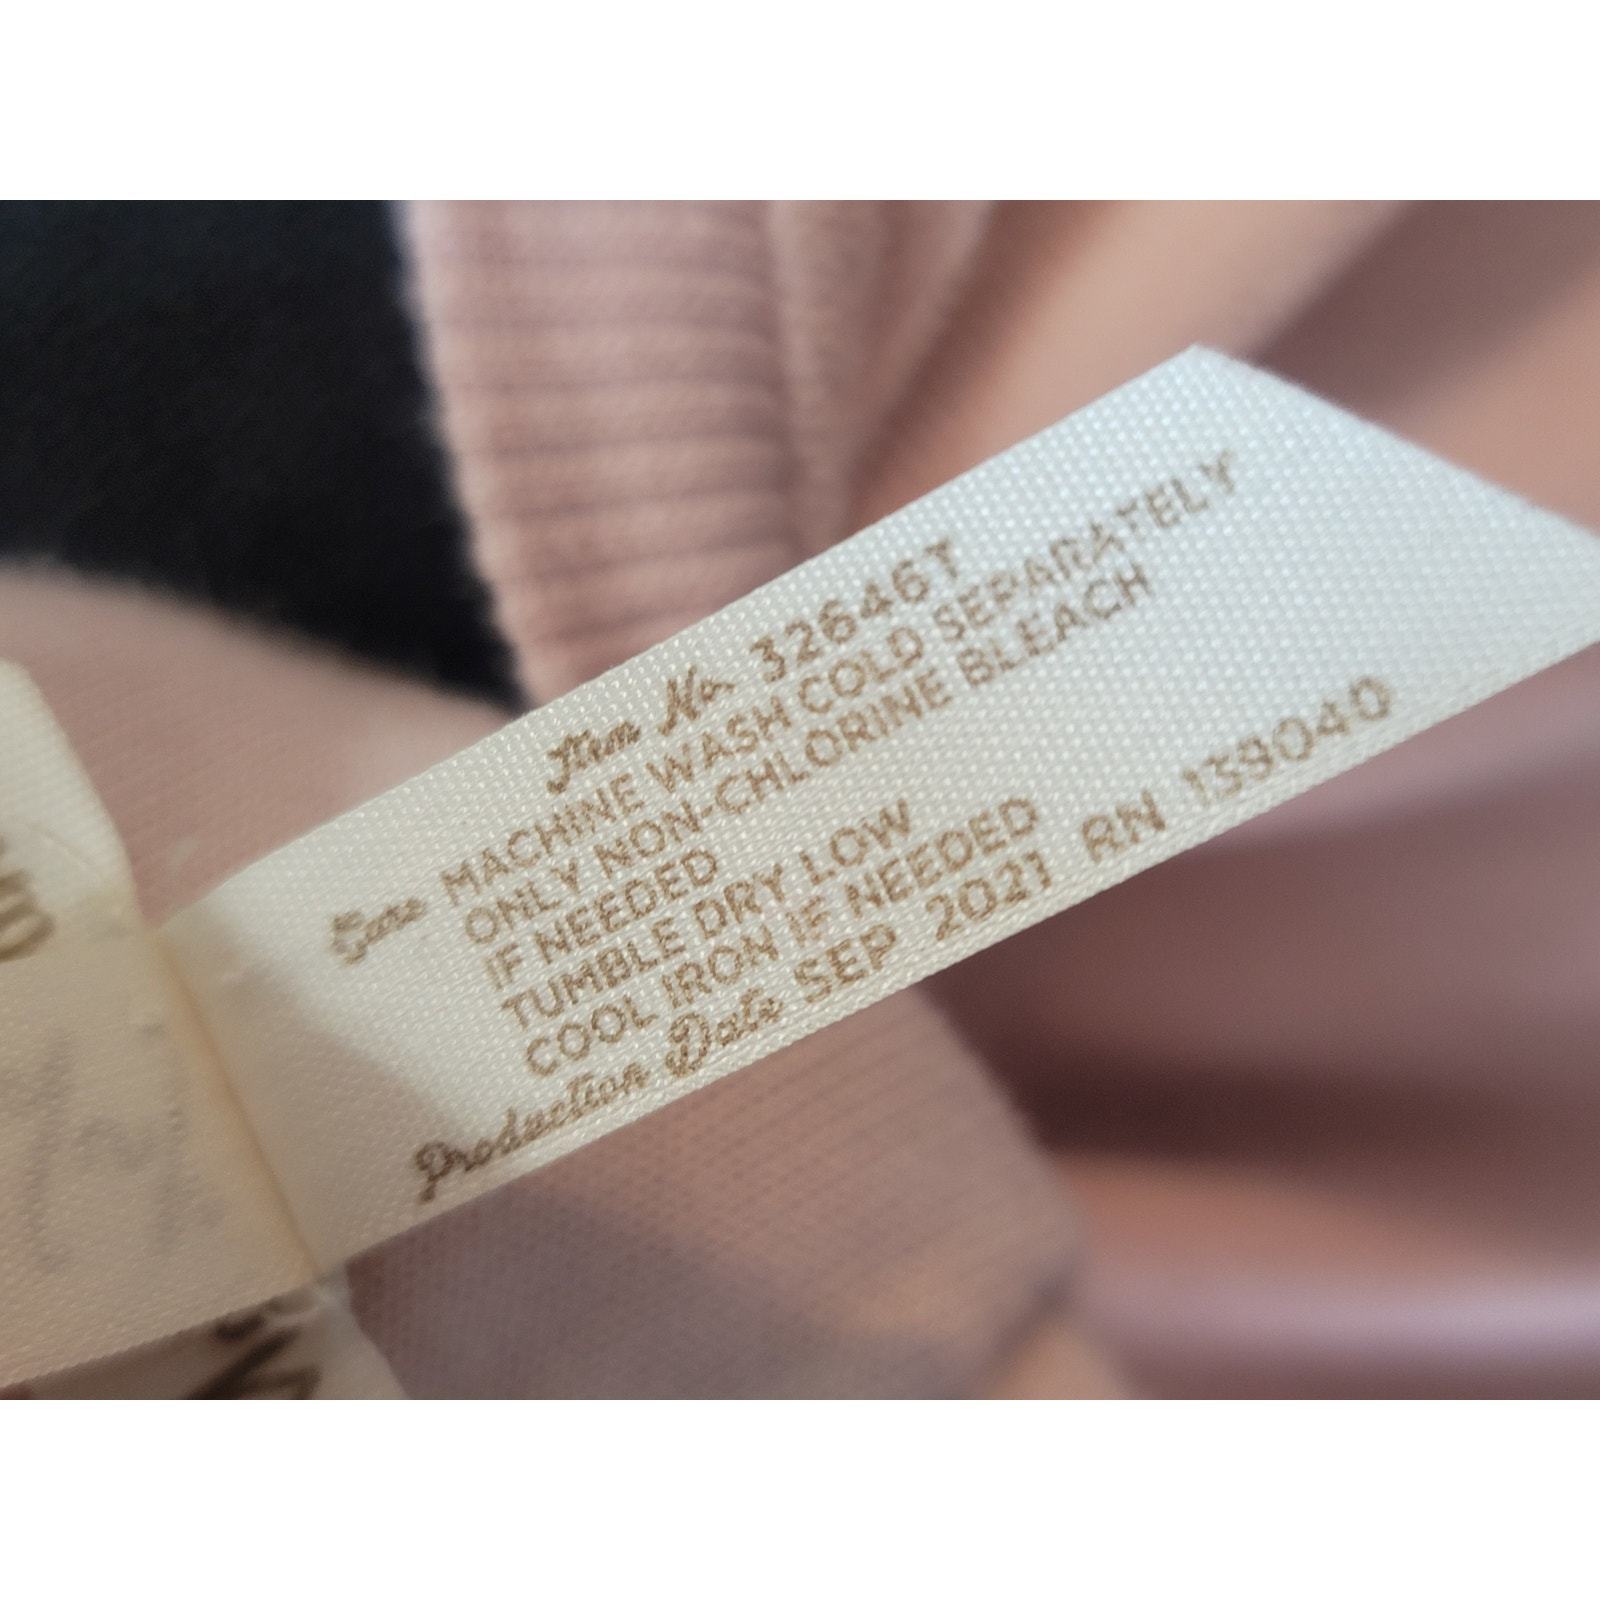 Item No. 32646T
Care MACHINE WASH COLD SEPARATELY
ONLY NON-CHLORINE BLEACH
IF NEEDED
TUMBLE DRY LOW
COOL IRON IF NEEDED
Production Date SEP 2021 RN 139040